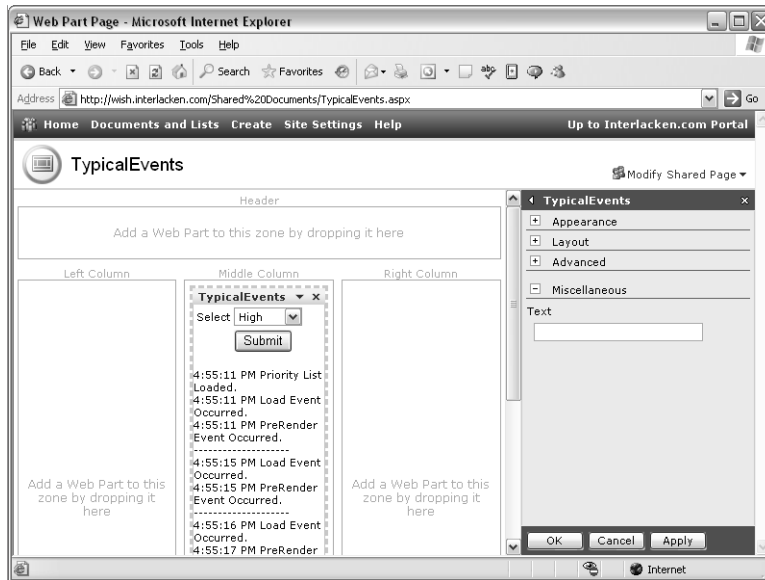 Web Part Page - Microsoft Internet Explorer
File Edit View Favorites Tools Help
Back Search Favorites
Address http://wish.interlacken.com/Shared%20Documents/TypicalEvents.aspx Go
Home Documents and Lists Create Site Settings Help Up to Interlacken.com Portal
TypicalEvents
Modify Shared Page
Header
Add a Web Part to this zone by dropping it here
Left Column
Add a Web Part to this
zone by dropping it
here
Middle Column
TypicalEvents
Select High
Submit
4:55:11 PM Priority List
Loaded.
4:55:11 PM Load Event
Occurred.
4:55:11 PM PreRender
Event Occurred.
--------------------
4:55:15 PM Load Event
Occurred.
4:55:15 PM PreRender
Event Occurred.
--------------------
4:55:16 PM Load Event
Occurred.
4:55:17 PM PreRender
Right Column
Add a Web Part to this
zone by dropping it
here
TypicalEvents
Appearance
Layout
Advanced
Miscellaneous
Text
OK Cancel Apply
Internet